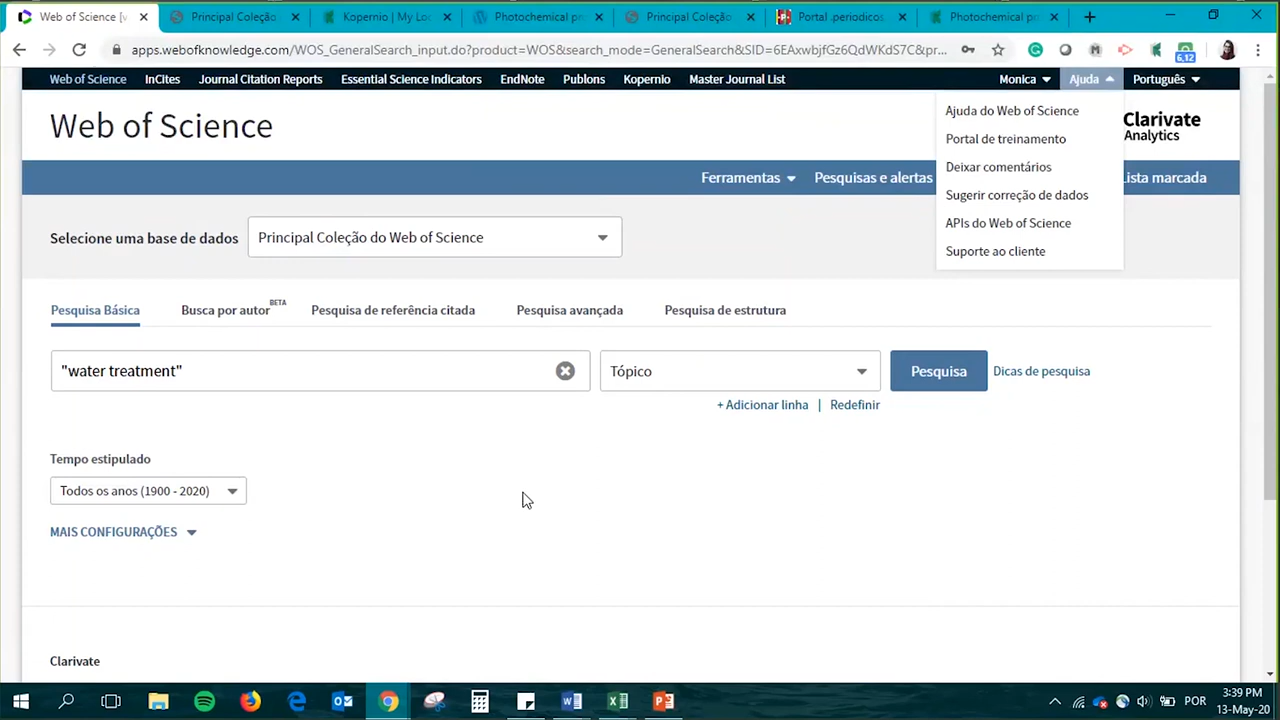 Web of Science [v
Principal Coleção
Kopernio | My Loc
Photochemical pr
Principal Coleção
Portal .periodicos
Photochemical pr
apps.webofknowledge.com/WOS_GeneralSearch_input.do?product=WOS&search_mode=GeneralSearch&SID=6EAxwbjfGz6QdWKdS7C&pr...
6.12
Web of Science InCites Journal Citation Reports Essential Science Indicators EndNote Publons Kopernio Master Journal List Monica Ajuda Português
Web of Science
Clarivate
Analytics
Ajuda do Web of Science
Portal de treinamento
Deixar comentários
Sugerir correção de dados
APIs do Web of Science
Suporte ao cliente
Ferramentas Pesquisas e alertas Lista marcada
Selecione uma base de dados Principal Coleção do Web of Science
Pesquisa Básica Busca por autor BETA Pesquisa de referência citada Pesquisa avançada Pesquisa de estrutura
"water treatment" Tópico Pesquisa Dicas de pesquisa
+ Adicionar linha | Redefinir
Tempo estipulado
Todos os anos (1900 - 2020)
MAIS CONFIGURAÇÕES
Clarivate
POR
3:39 PM
13-May-20